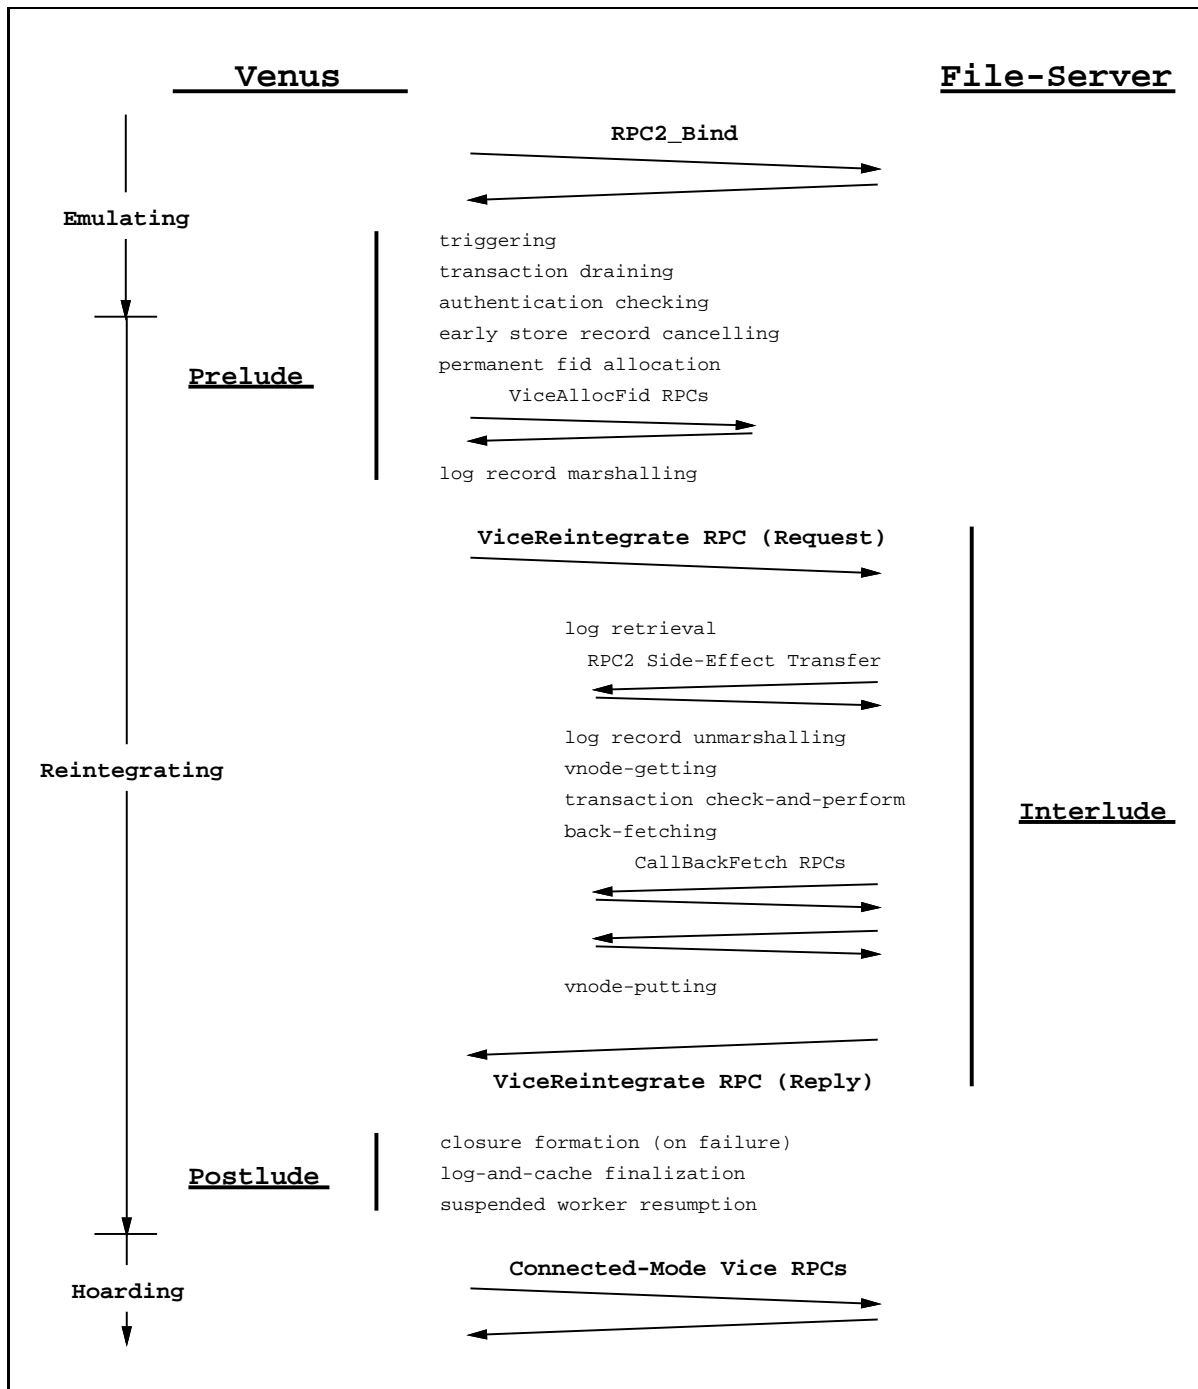 Venus
File-Server
RPC2_Bind
Emulating
triggering
transaction draining
authentication checking
early store record cancelling
permanent fid allocation
Prelude
ViceAllocFid RPCs
log record marshalling
ViceReintegrate RPC (Request)
log retrieval
RPC2 Side-Effect Transfer
log record unmarshalling
Reintegrating
vnode-getting
transaction check-and-perform
Interlude
back-fetching
CallBackFetch RPCs
vnode-putting
ViceReintegrate RPC (Reply)
closure formation (on failure)
Postlude
log-and-cache finalization
suspended worker resumption
Connected-Mode Vice RPCs
Hoarding